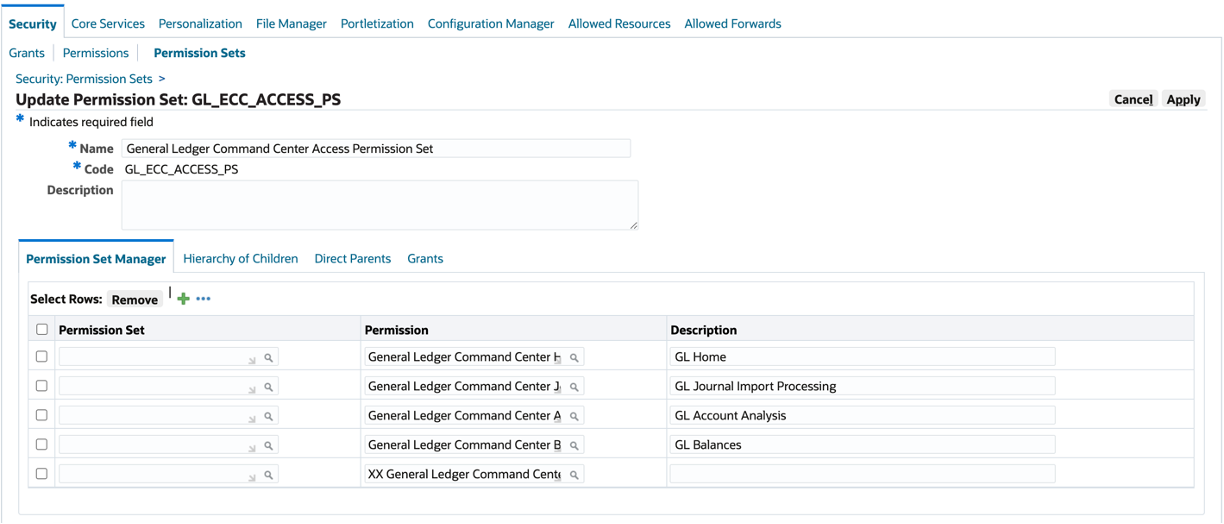 Security Core Services Personalization File Manager Portletization Configuration Manager Allowed Resources Allowed Forwards
Grants Permissions Permission Sets
Security: Permission Sets >
Update Permission Set: GL_ECC_ACCESS_PS Cancel Apply
* Indicates required field
* Name General Ledger Command Center Access Permission Set
* Code GL_ECC_ACCESS_PS
Description
Permission Set Manager Hierarchy of Children Direct Parents Grants
Select Rows: Remove
Permission Set Permission Description
General Ledger Command Center H GL Home
General Ledger Command Center J GL Journal Import Processing
General Ledger Command Center A GL Account Analysis
General Ledger Command Center B GL Balances
XX General Ledger Command Cente